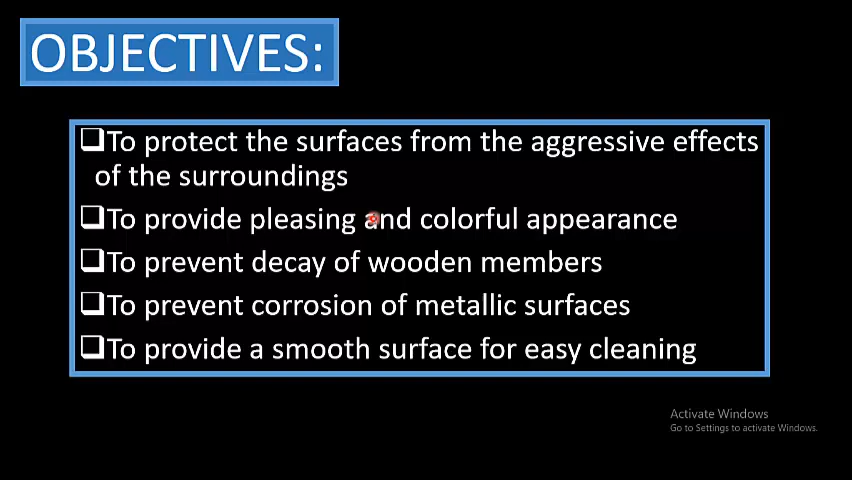 OBJECTIVES:
❑To protect the surfaces from the aggressive effects
of the surroundings
❑To provide pleasing and colorful appearance
❑To prevent decay of wooden members
❑To prevent corrosion of metallic surfaces
❑To provide a smooth surface for easy cleaning
Activate Windows
Go to Settings to activate Windows.